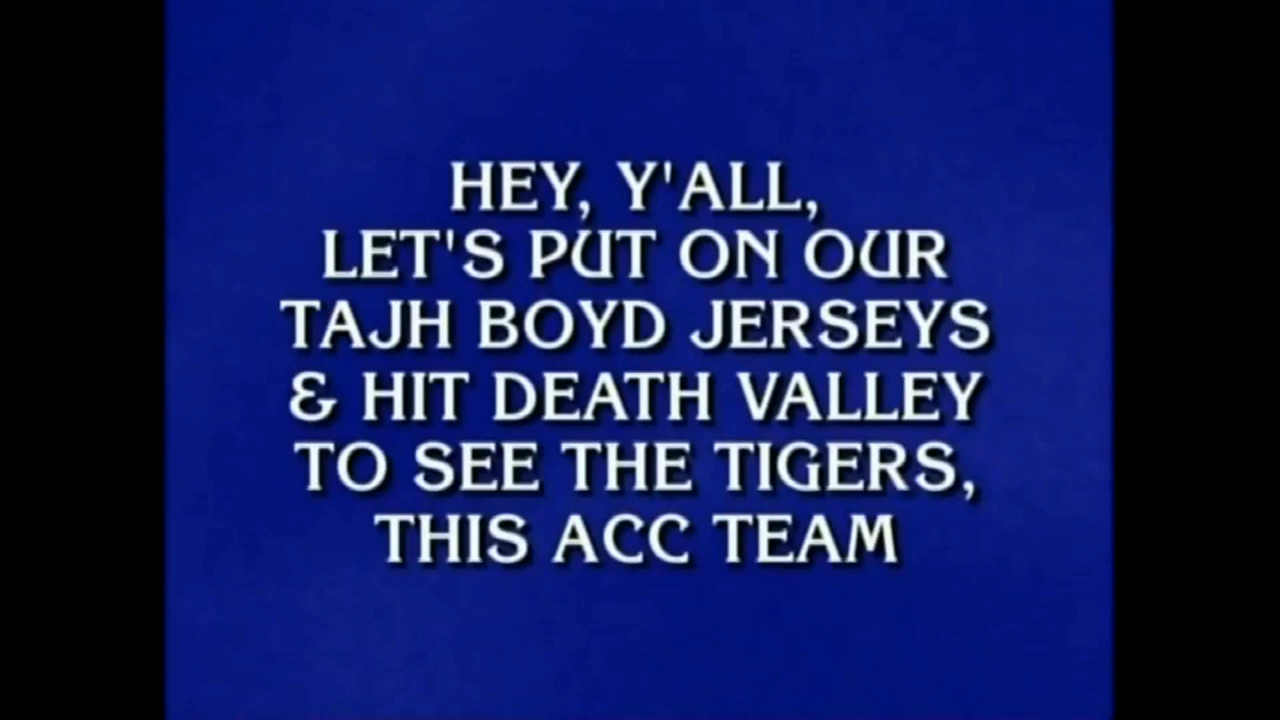 HEY, Y'ALL,
LET'S PUT ON OUR
TAJH BOYD JERSEYS
& HIT DEATH VALLEY
TO SEE THE TIGERS,
THIS ACC TEAM